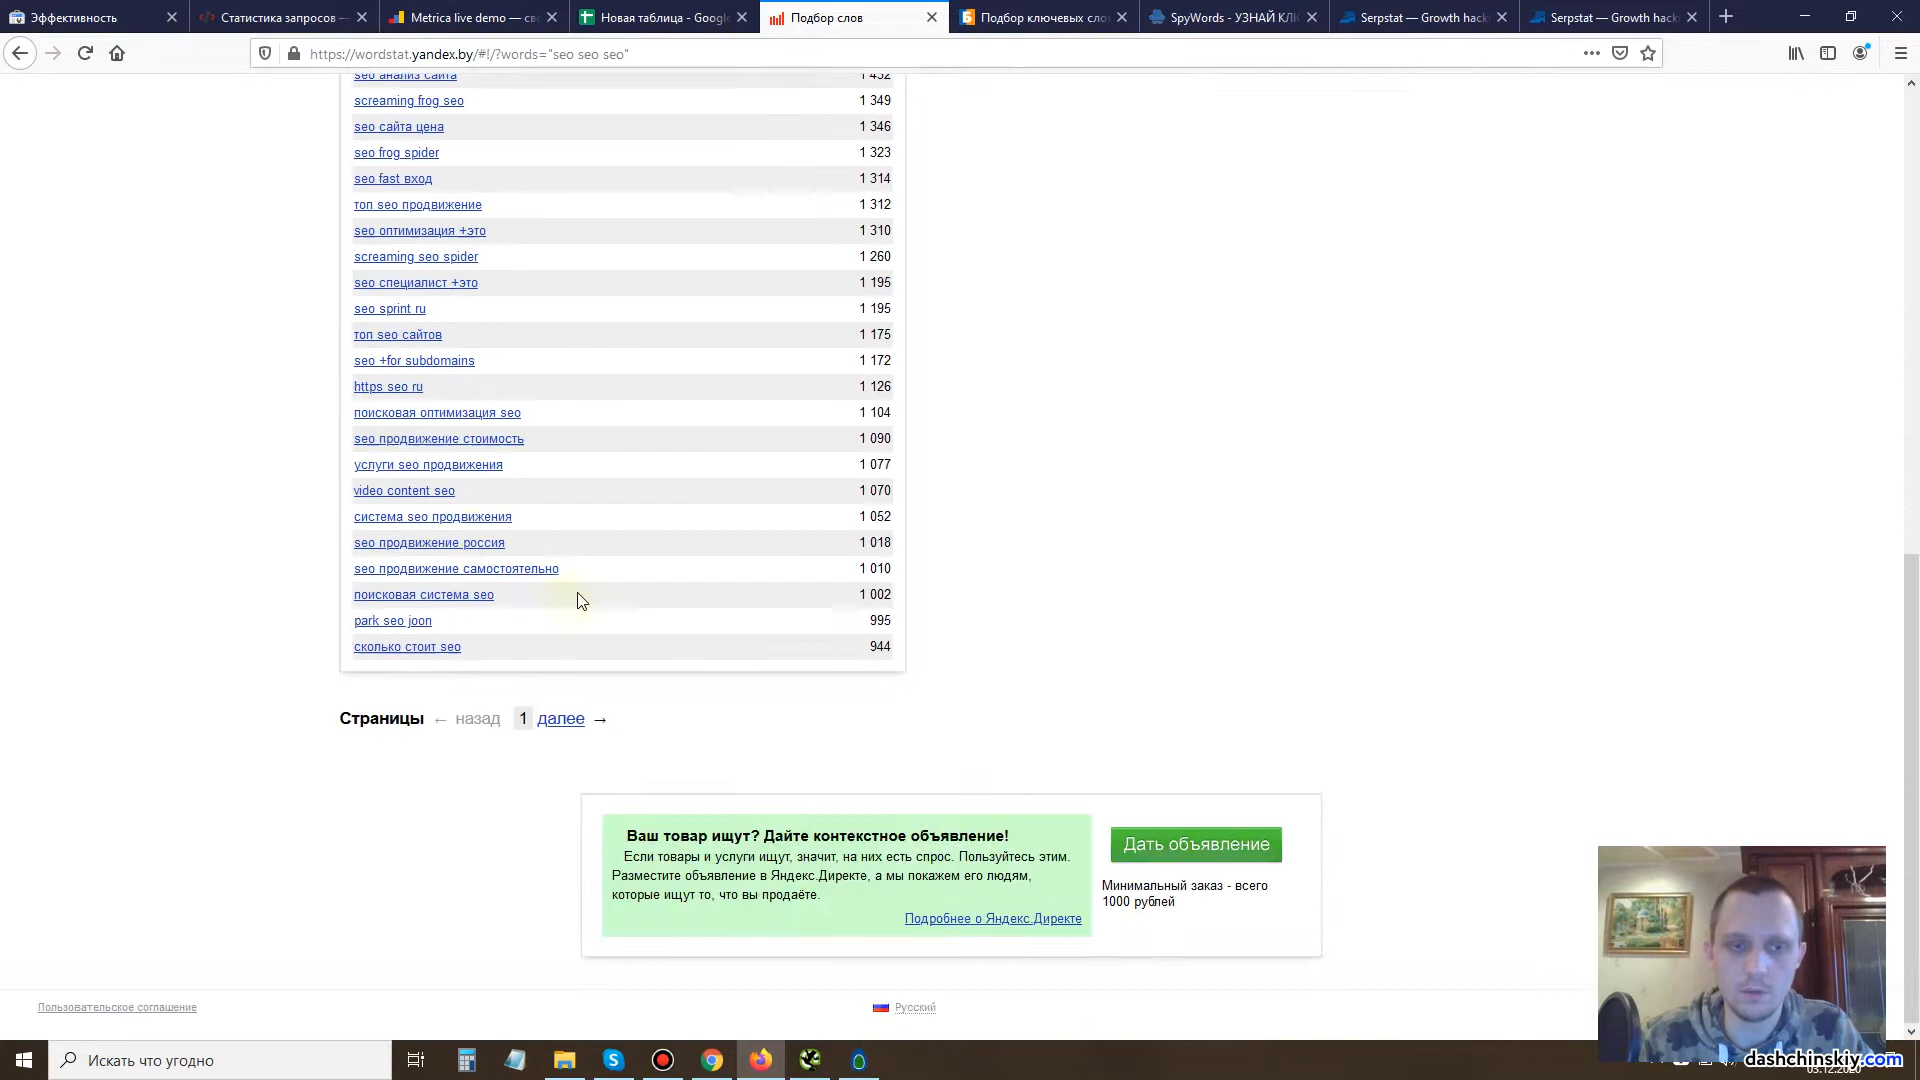 Эффективность
Статистика запросов —
Metrica live demo — св
Новая таблица - Google
Подбор слов
Подбор ключевых сло
SpyWords - УЗНАЙ КЛЮ
Serpstat — Growth hack
Serpstat — Growth hack
https://wordstat.yandex.by/#!/?words="seo seo seo"
seo анализ сайта 1 452
screaming frog seo 1 349
seo сайта цена 1 346
seo frog spider 1 323
seo fast вход 1 314
топ seo продвижение 1 312
seo оптимизация +это 1 310
screaming seo spider 1 260
seo специалист +это 1 195
seo sprint ru 1 195
топ seo сайтов 1 175
seo +for subdomains 1 172
https seo ru 1 126
поисковая оптимизация seo 1 104
seo продвижение стоимость 1 090
услуги seo продвижения 1 077
video content seo 1 070
система seo продвижения 1 052
seo продвижение россия 1 018
seo продвижение самостоятельно 1 010
поисковая система seo 1 002
park seo joon 995
сколько стоит seo 944
Страницы ← назад 1 далее →
Ваш товар ищут? Дайте контекстное объявление!
Если товары и услуги ищут, значит, на них есть спрос. Пользуйтесь этим.
Разместите объявление в Яндекс.Директе, а мы покажем его людям,
которые ищут то, что вы продаёте.
Подробнее о Яндекс.Директе
Дать объявление
Минимальный заказ - всего
1000 рублей
Пользовательское соглашение
Русский
Искать что угодно
dashchinskiy.com
03.12.2020